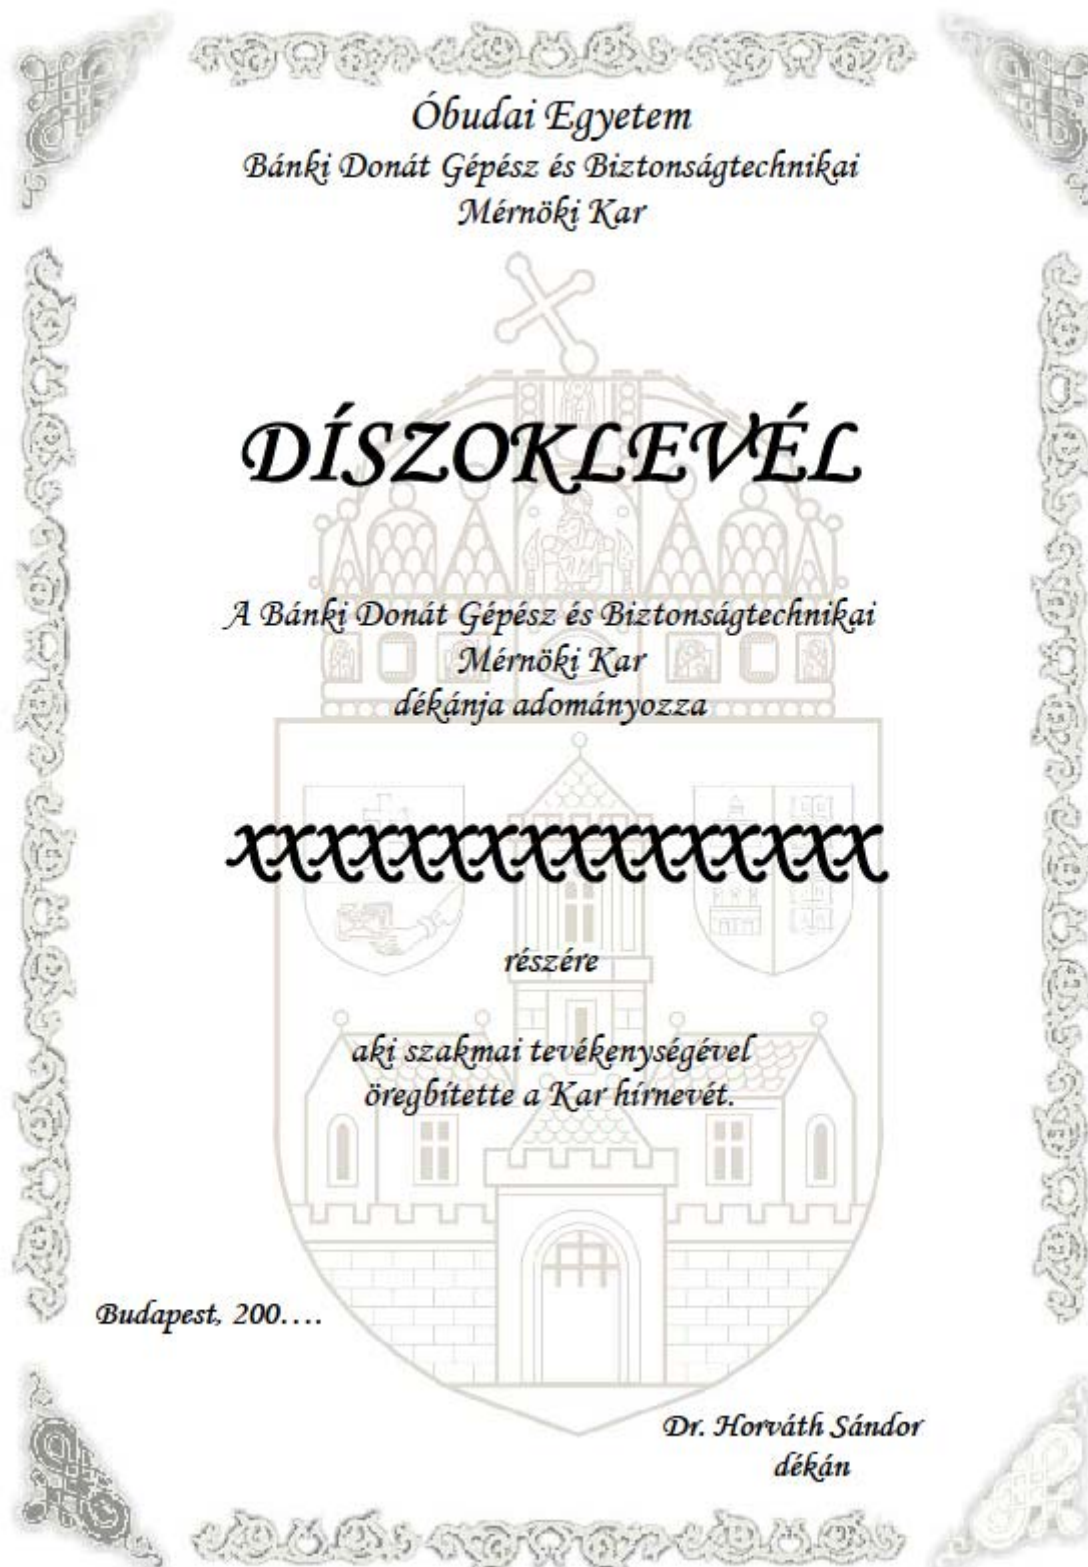 Óbudai Egyetem
Bánki Donát Gépész és Biztonságtechnikai
Mérnöki Kar
DÍSZOKLEVÉL
A Bánki Donát Gépész és Biztonságtechnikai
Mérnöki Kar
dékánja adományozza
xxxxxxxxxxxxxxxx
részére
aki szakmai tevékenységével
öregbítette a Kar hírnevét.
Budapest, 200….
Dr. Horváth Sándor
dékán